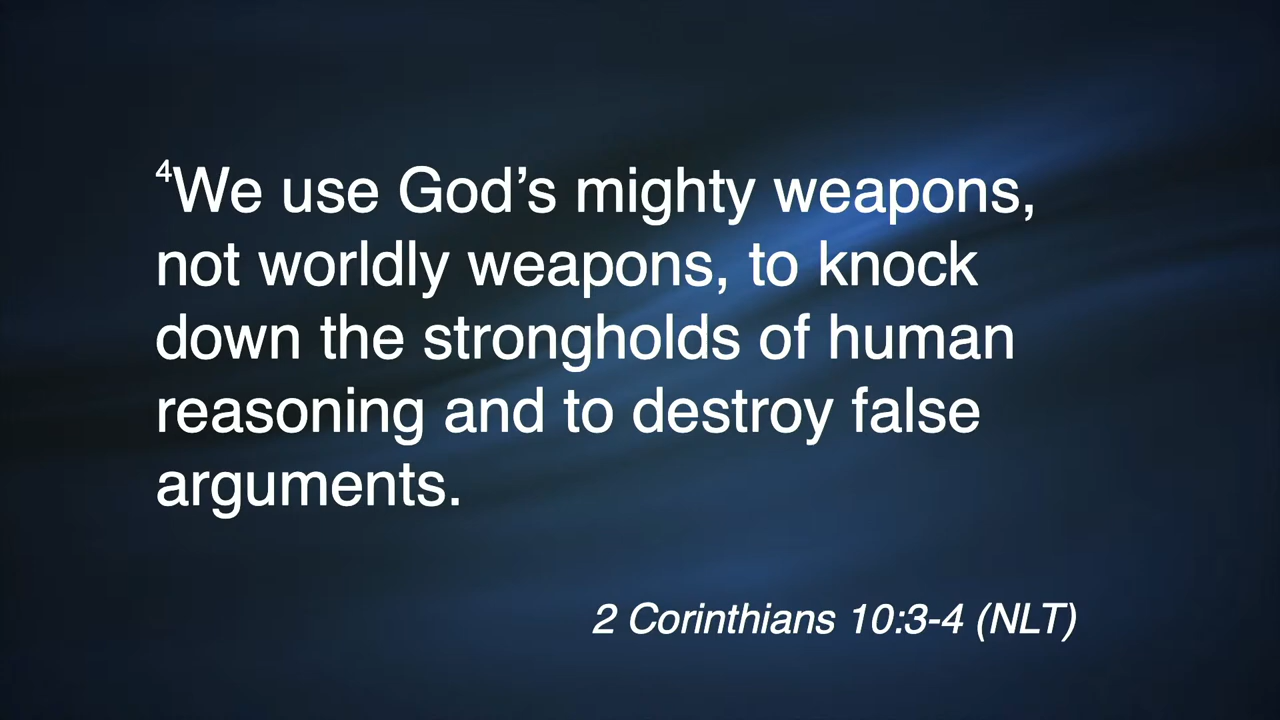 ⁴We use God’s mighty weapons,
not worldly weapons, to knock
down the strongholds of human
reasoning and to destroy false
arguments.
2 Corinthians 10:3-4 (NLT)